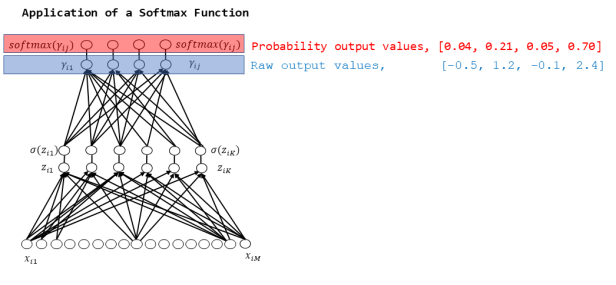 Application of a Softmax Function
softmax(γij) softmax(γij) Probability output values, [0.04, 0.21, 0.05, 0.70]
γi1 γij Raw output values, [-0.5, 1.2, -0.1, 2.4]
σ(zi1) σ(ziK)
zi1 ziK
xi1 xiM